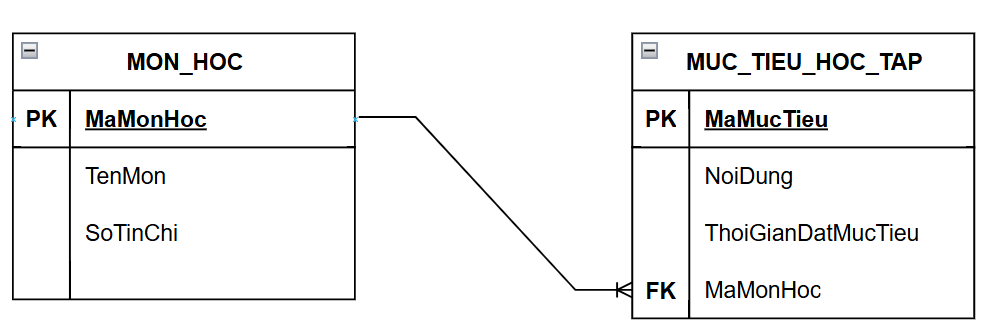 MON_HOC
PK MaMonHoc
TenMon
SoTinChi
MUC_TIEU_HOC_TAP
PK MaMucTieu
NoiDung
ThoiGianDatMucTieu
FK MaMonHoc